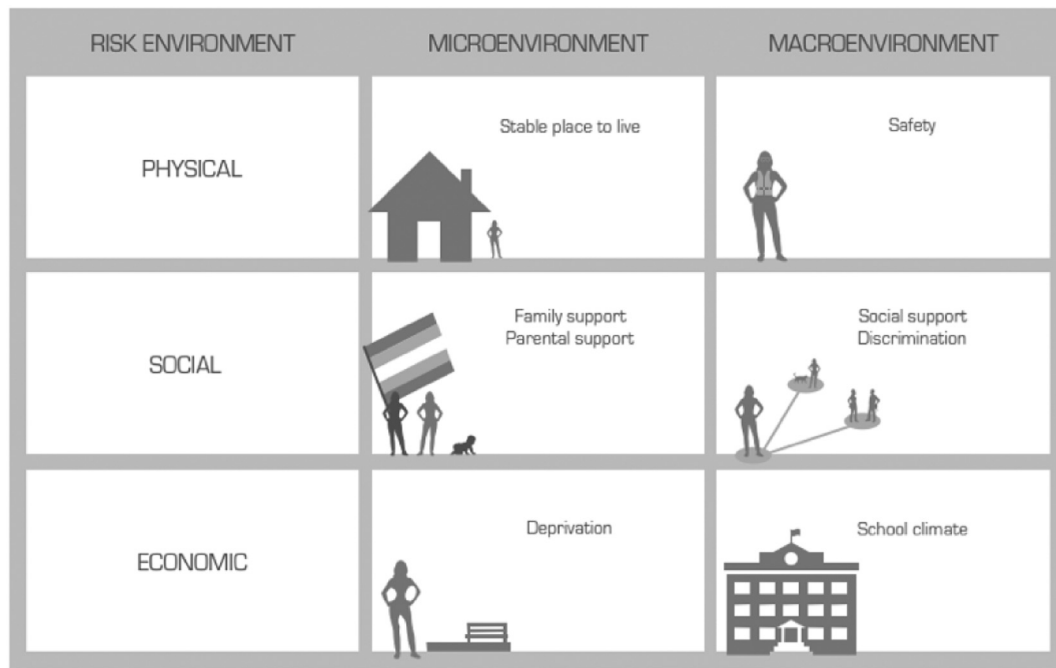 RISK ENVIRONMENT
MICROENVIRONMENT
MACROENVIRONMENT
PHYSICAL
Stable place to live
Safety
SOCIAL
Family support
Parental support
Social support
Discrimination
ECONOMIC
Deprivation
School climate